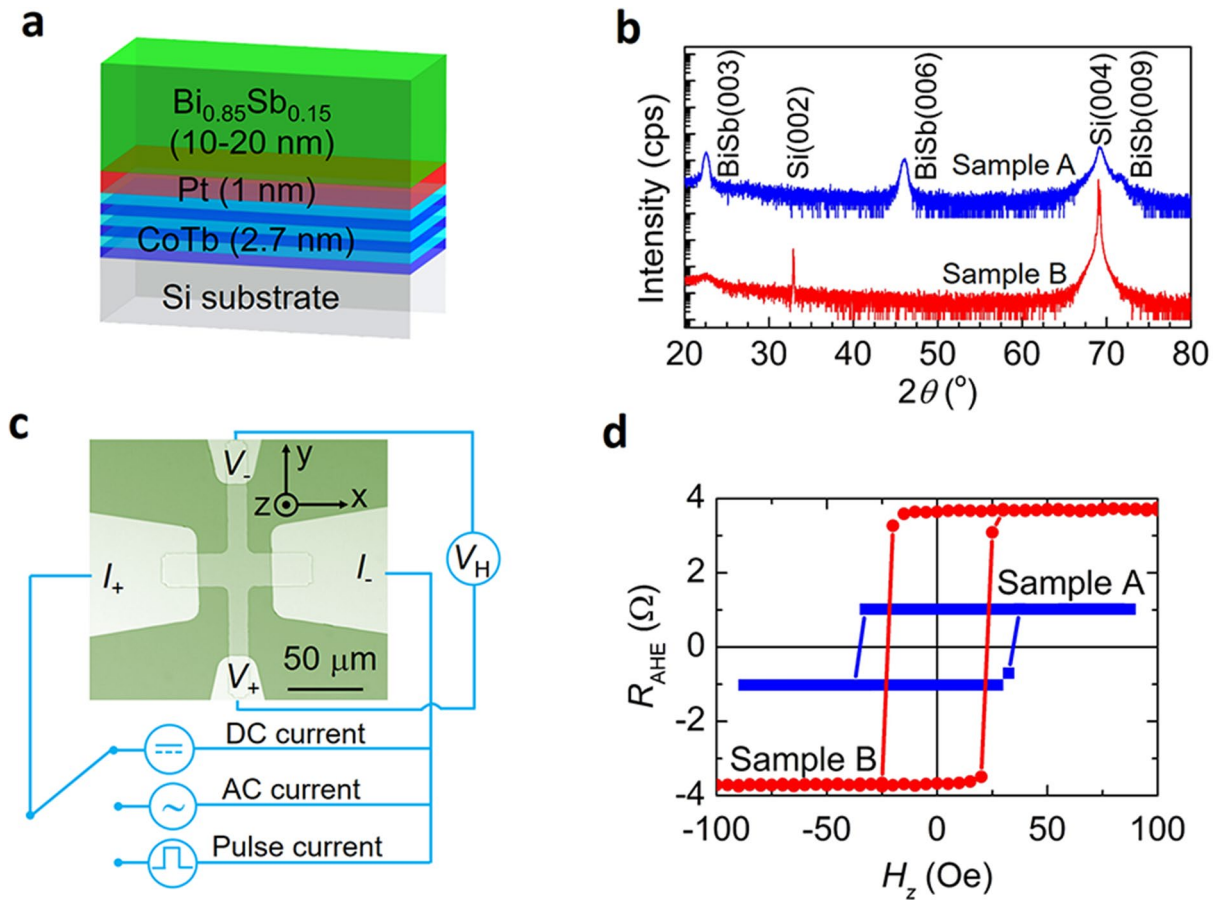 a
Bi₀.₈₅Sb₀.₁₅
(10-20 nm)
Pt (1 nm)
CoTb (2.7 nm)
Si substrate
b
Intensity (cps)
BiSb(003)
Si(002)
BiSb(006)
Si(004)
BiSb(009)
Sample A
Sample B
20 30 40 50 60 70 80
2θ (°)
c
V₋
y
z
x
I₊
I₋
V_H
V₊
50 μm
DC current
AC current
~
Pulse current
d
R_AHE (Ω)
4
2
0
-2
-4
Sample A
Sample B
-100 -50 0 50 100
H_z (Oe)